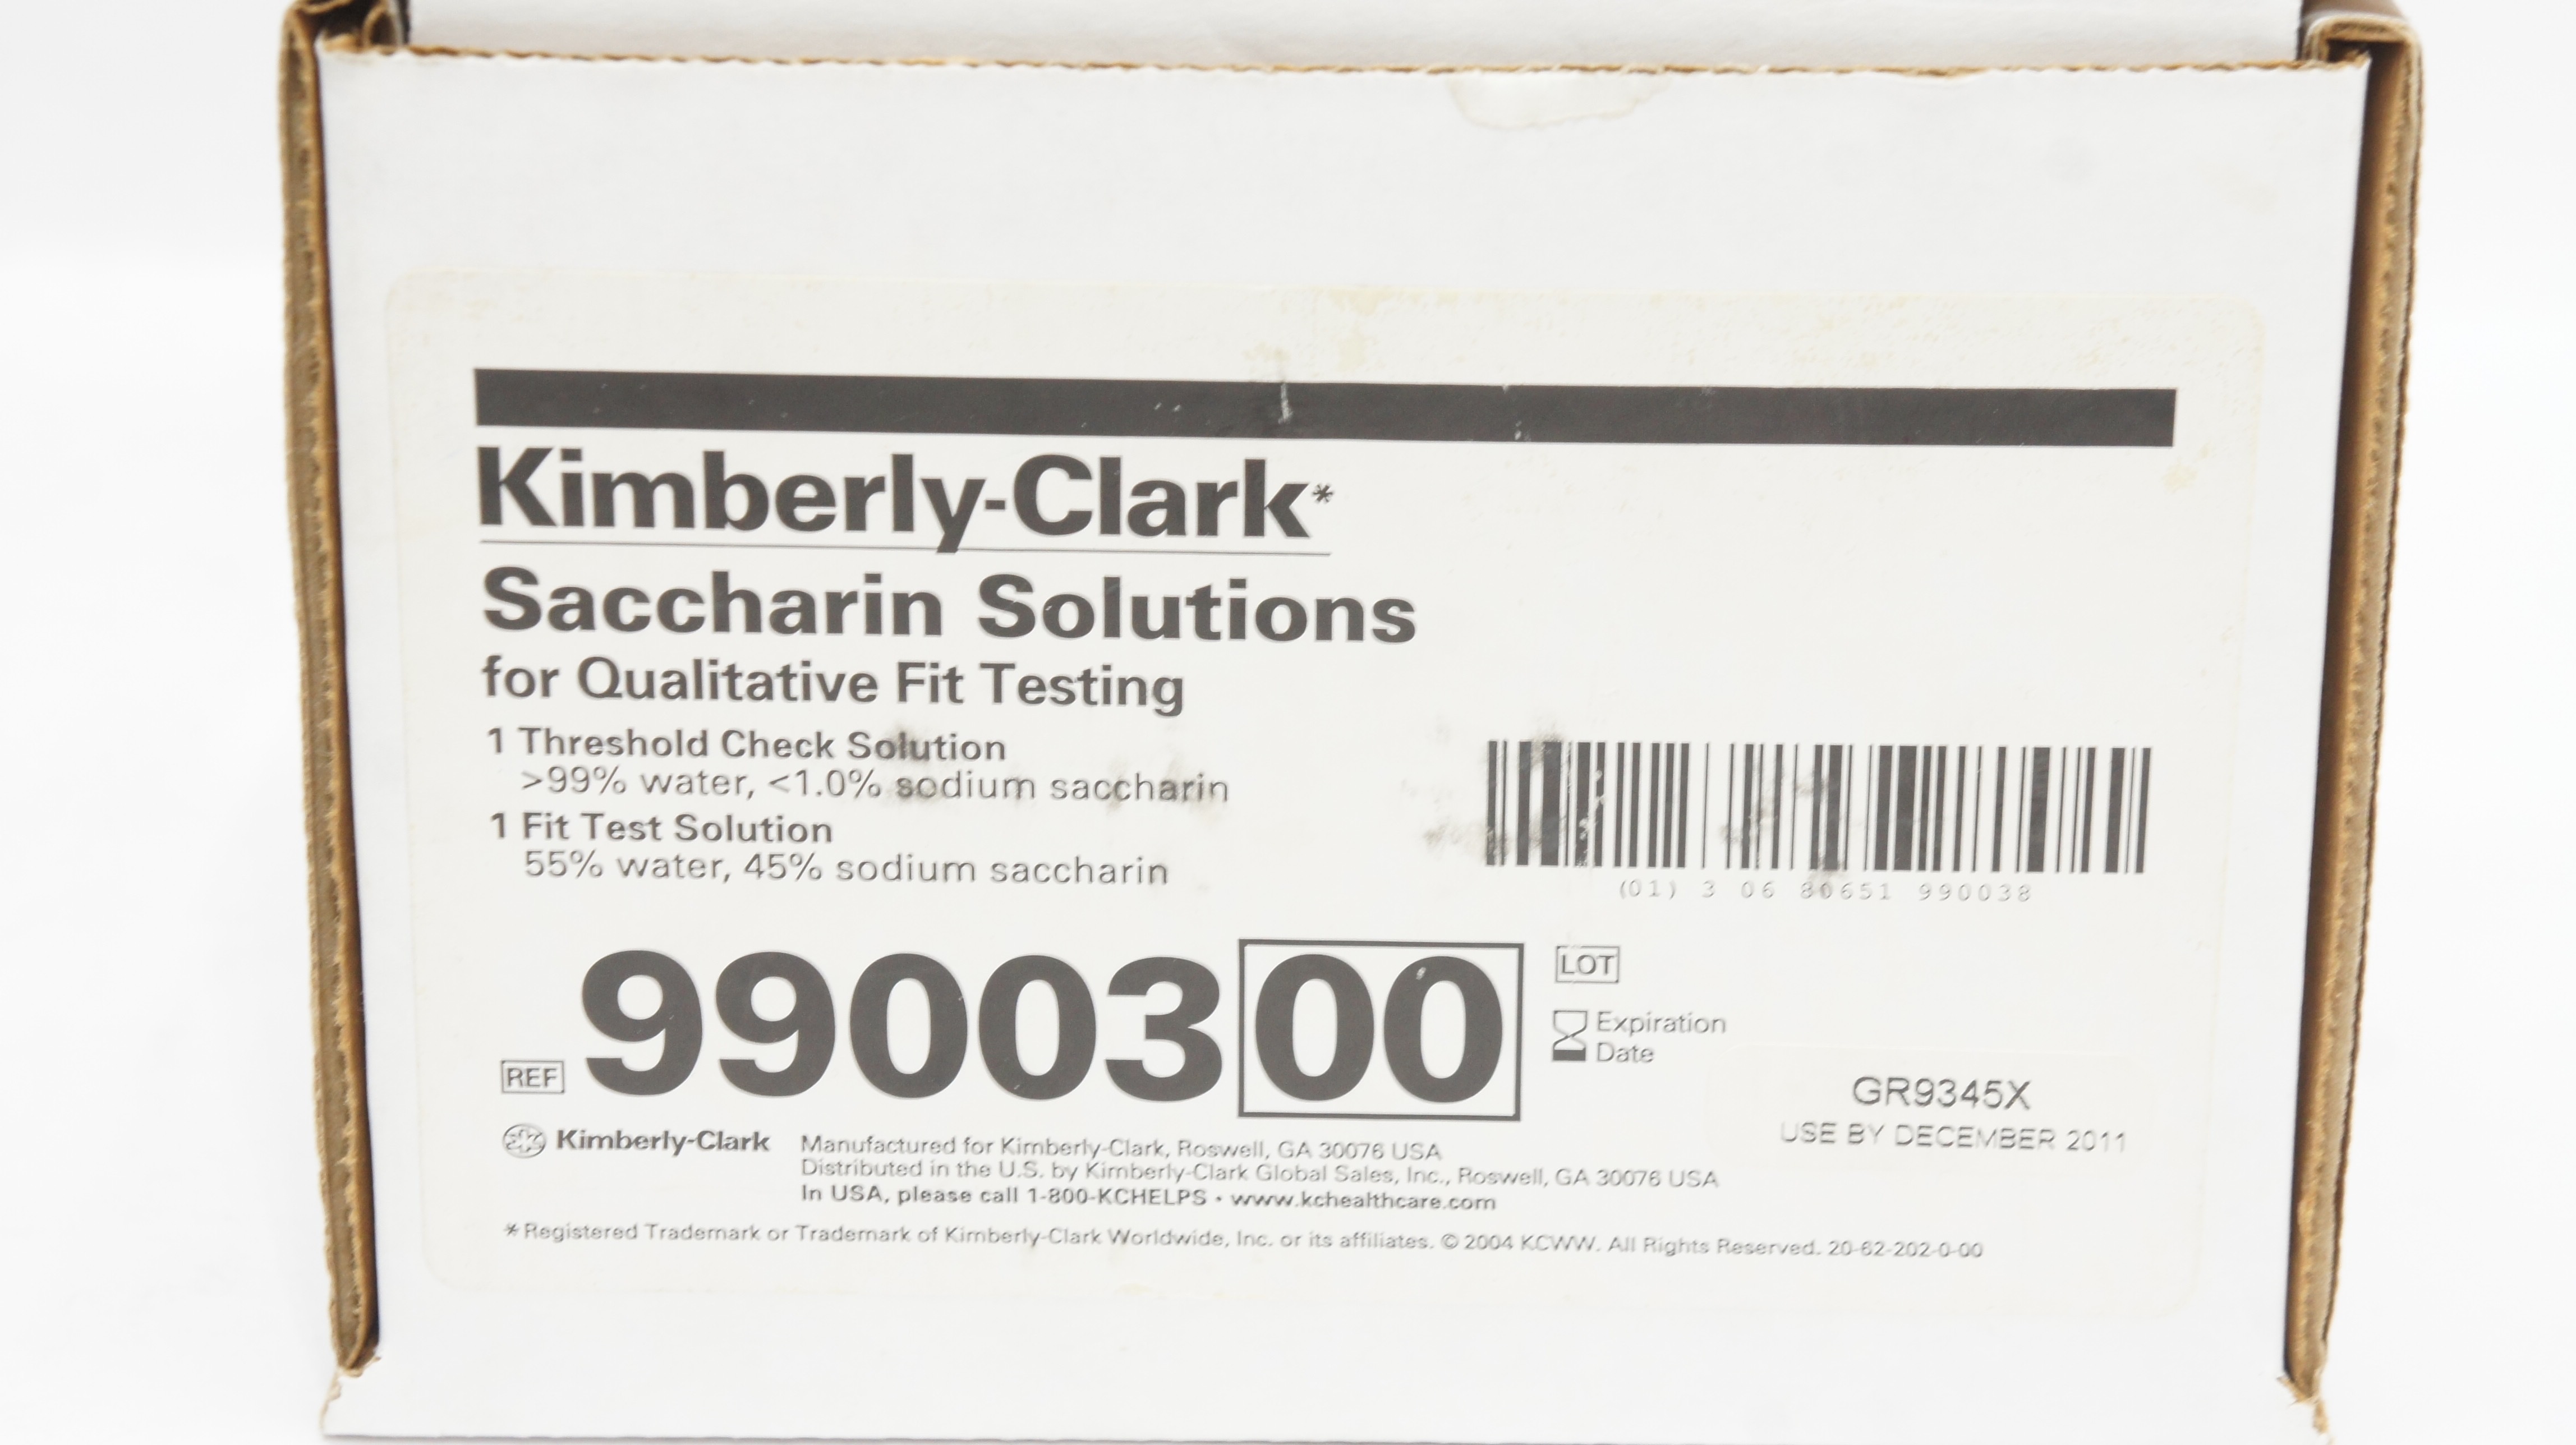 Kimberly-Clark*
Saccharin Solutions
for Qualitative Fit Testing
1 Threshold Check Solution
>99% water, <1.0% sodium saccharin
1 Fit Test Solution
55% water, 45% sodium saccharin
(01) 3 06 80651 990038
REF 9900300
LOT
Expiration
Date
GR9345X
USE BY DECEMBER 2011
Kimberly-Clark
Manufactured for Kimberly-Clark, Roswell, GA 30076 USA
Distributed in the U.S. by Kimberly-Clark Global Sales, Inc., Roswell, GA 30076 USA
In USA, please call 1-800-KCHELPS • www.kchealthcare.com
*Registered Trademark or Trademark of Kimberly-Clark Worldwide, Inc. or its affiliates. © 2004 KCWW. All Rights Reserved. 20-62-202-0-00